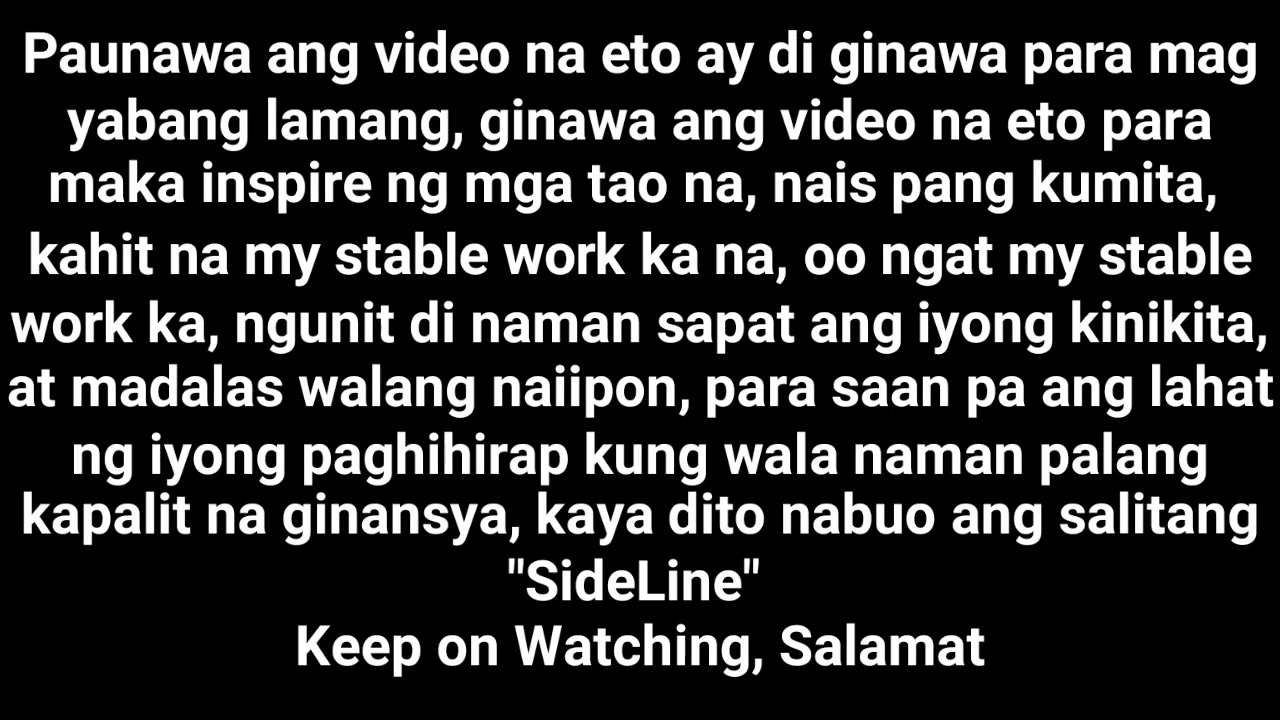 Paunawa ang video na eto ay di ginawa para mag
yabang lamang, ginawa ang video na eto para
maka inspire ng mga tao na, nais pang kumita,
kahit na my stable work ka na, oo ngat my stable
work ka, ngunit di naman sapat ang iyong kinikita,
at madalas walang naiipon, para saan pa ang lahat
ng iyong paghihirap kung wala naman palang
kapalit na ginansya, kaya dito nabuo ang salitang
"SideLine"
Keep on Watching, Salamat